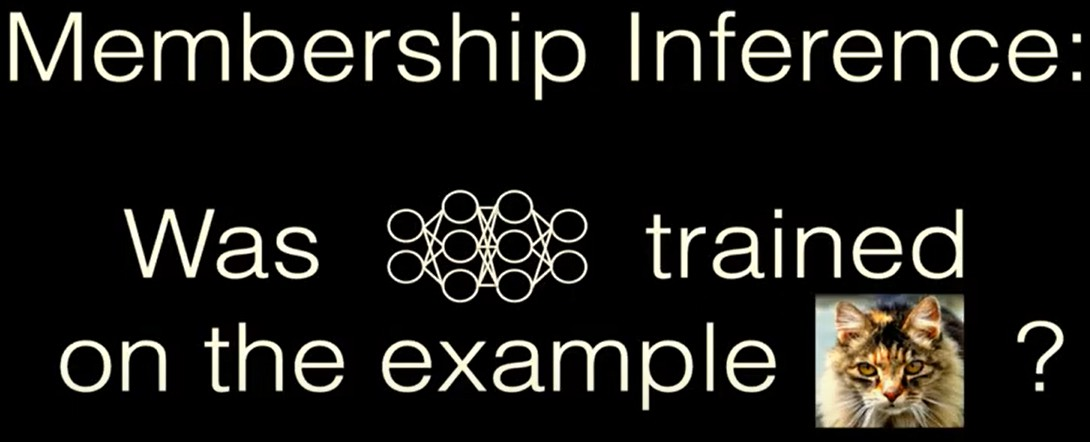 Membership Inference:
Was trained
on the example ?